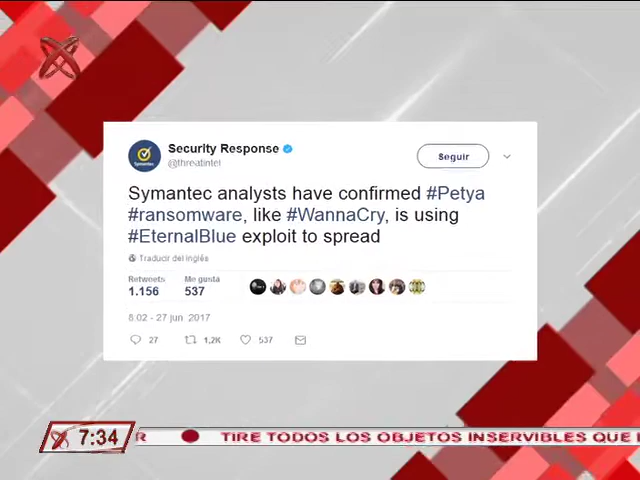 Security Response
@threatintel
Seguir
Symantec analysts have confirmed #Petya
#ransomware, like #WannaCry, is using
#EternalBlue exploit to spread
Traducir del inglés
Retweets Me gusta
1.156 537
8:02 - 27 jun 2017
27 1,2K 537
7:34 R TIRE TODOS LOS OBJETOS INSERVIBLES QUE